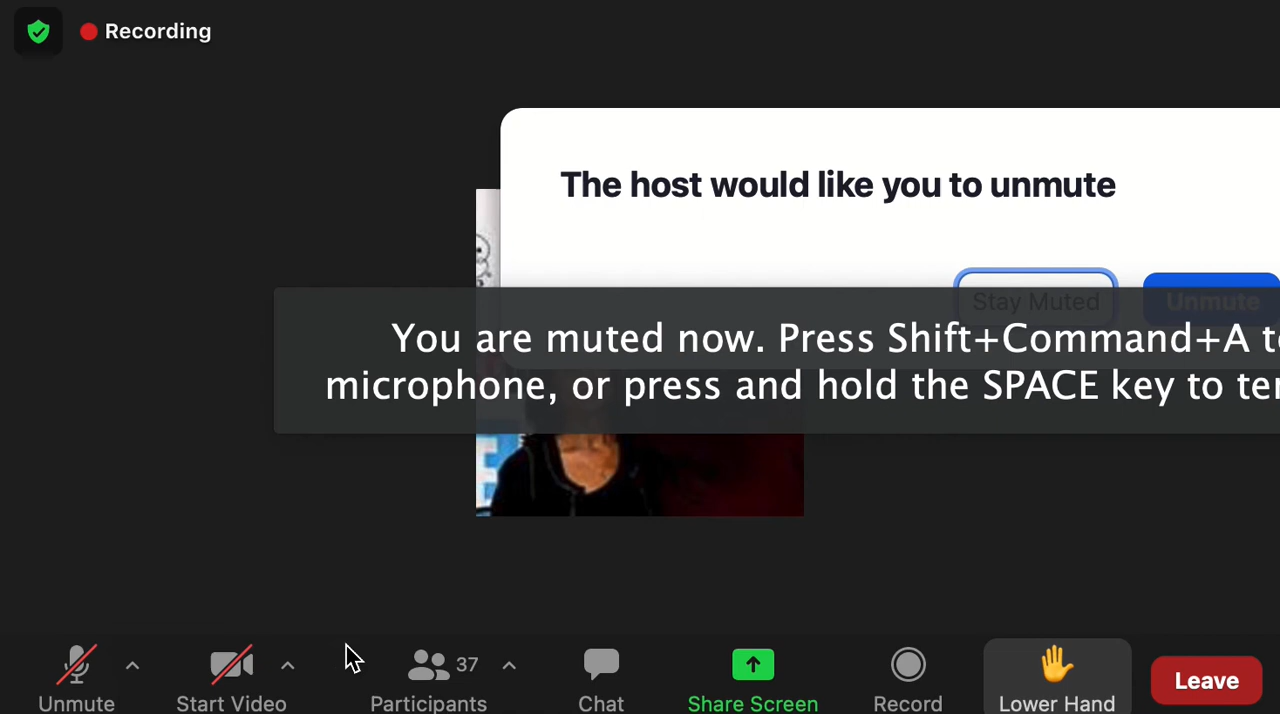 Recording
The host would like you to unmute
Stay Muted Unmute
You are muted now. Press Shift+Command+A
microphone, or press and hold the SPACE key to
37
Unmute Start Video Participants Chat Share Screen Record Lower Hand Leave